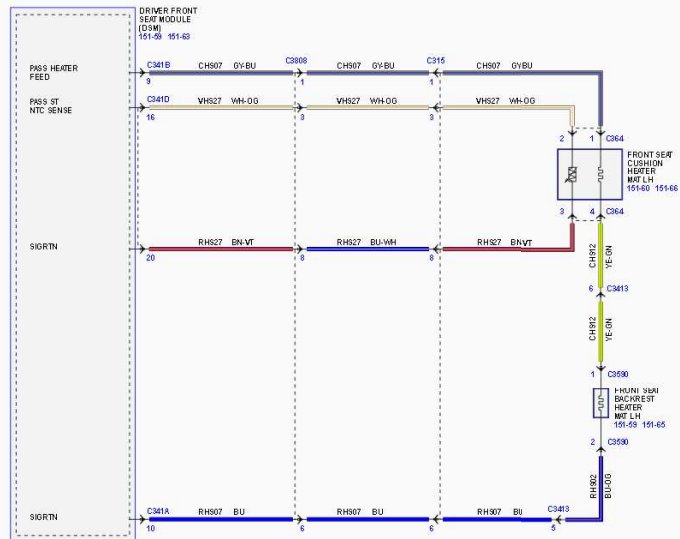 DRIVER FRONT
SEAT MODULE
(DSM)
151-59 151-63
PASS HEATER
FEED
C341B
9
CHS07 GY-BU
C3808
1
CHS07 GY-BU
C315
1
CHS07 GYBU
PASS ST
NTC SENSE
C341D
16
VHS27 WH-OG
3
VHS27 WH-OG
3
VHS27 WH-OG
2
1
C364
FRONT SEAT
CUSHION
HEATER
MAT LH
151-60 151-66
3
4
C364
SIGRTN
20
RHS27 BN-VT
8
RHS27 BU-WH
8
RHS27 BN-VT
CH912
YE-GN
6
C3413
CH912
YE-GN
1
C3590
FRONT SEAT
BACKREST
HEATER
MAT LH
151-59 151-65
2
C3590
RHS02
BU-OG
SIGRTN
C341A
10
RHS07 BU
6
RHS07 BU
6
RHS07 BU
C3413
5